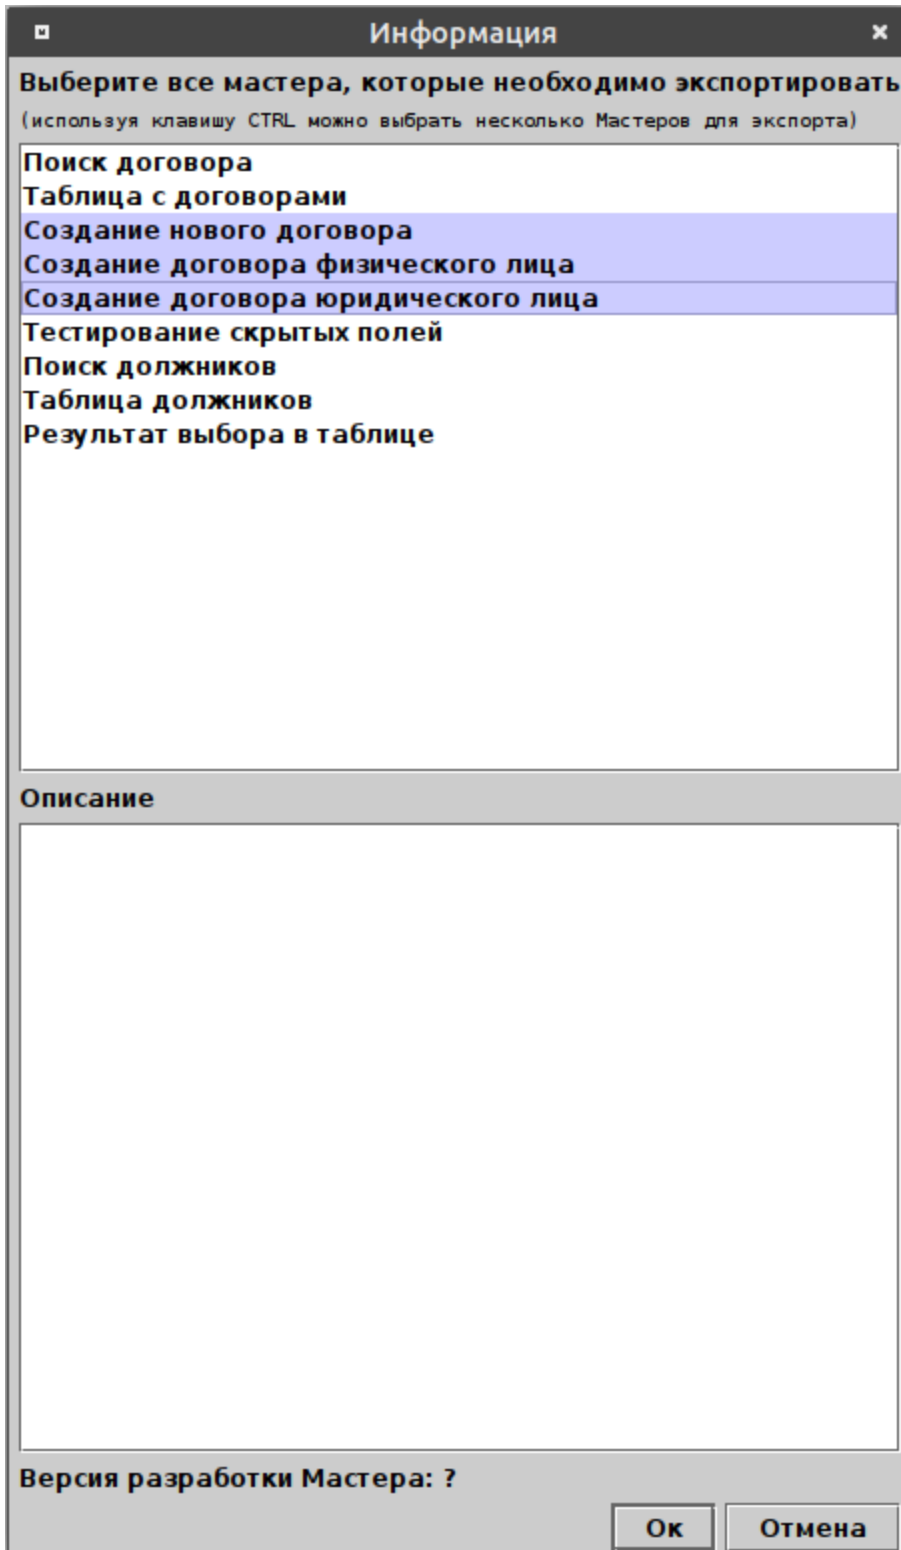 Информация
Выберите все мастера, которые необходимо экспортировать
(используя клавишу CTRL можно выбрать несколько Мастеров для экспорта)
Поиск договора
Таблица с договорами
Создание нового договора
Создание договора физического лица
Создание договора юридического лица
Тестирование скрытых полей
Поиск должников
Таблица должников
Результат выбора в таблице
Описание
Версия разработки Мастера: ?
Ок Отмена